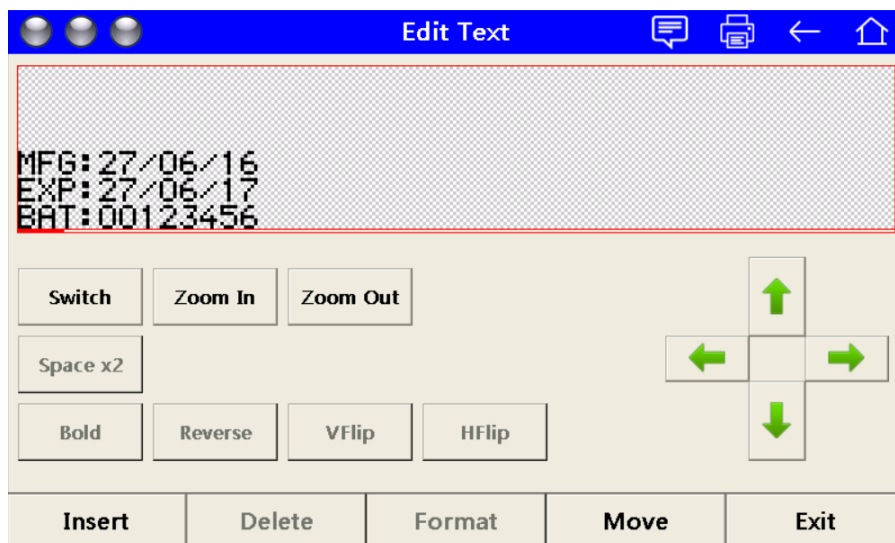 Edit Text
MFG:27/06/16
EXP:27/06/17
BAT:00123456
Switch Zoom In Zoom Out
Space x2
Bold Reverse VFlip HFlip
Insert Delete Format Move Exit